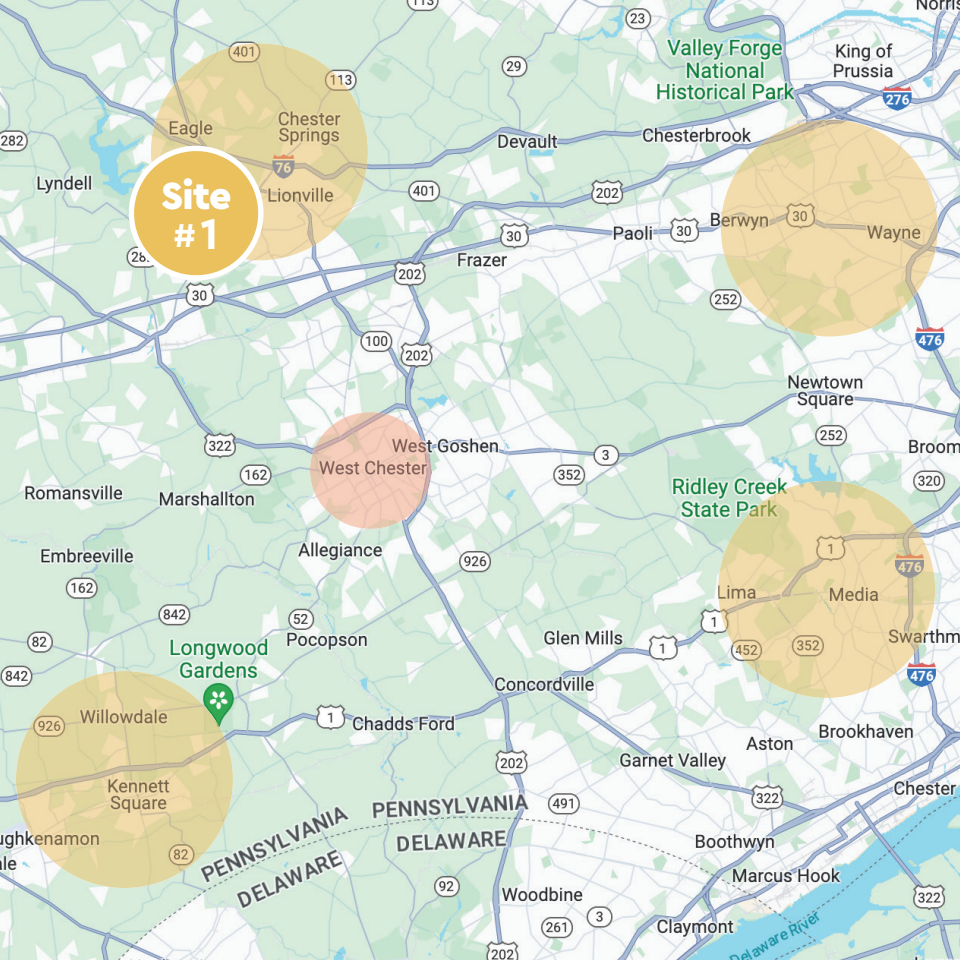 113
Norris
23
401
Valley Forge
National
Historical Park
King of
Prussia
29
113
276
Chester
Springs
Eagle
282
Devault
Chesterbrook
76
Lyndell
Lionville
401
202
Site
#1
Berwyn
30
Paoli
30
30
Wayne
28
Frazer
202
30
252
476
100
202
Newtown
Square
252
West Goshen
322
3
Broom
West Chester
162
352
320
Romansville
Marshallton
Ridley Creek
State Park
Allegiance
1
Embreeville
926
476
162
Lima
Media
842
52
1
82
Pocopson
Glen Mills
Swarthm
Longwood
Gardens
1
452
352
842
476
Concordville
926
Willowdale
1
Chadds Ford
Brookhaven
Aston
202
Garnet Valley
Kennett
Square
322
Chester
PENNSYLVANIA
491
PENNSYLVANIA
ughkenamon
DELAWARE
Boothwyn
82
le
DELAWARE
Marcus Hook
92
Woodbine
322
3
261
Claymont
Delaware River
202